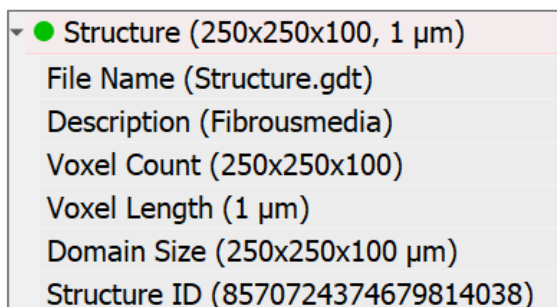 Structure (250x250x100, 1 µm)
File Name (Structure.gdt)
Description (Fibrousmedia)
Voxel Count (250x250x100)
Voxel Length (1 µm)
Domain Size (250x250x100 µm)
Structure ID (8570724374679814038)